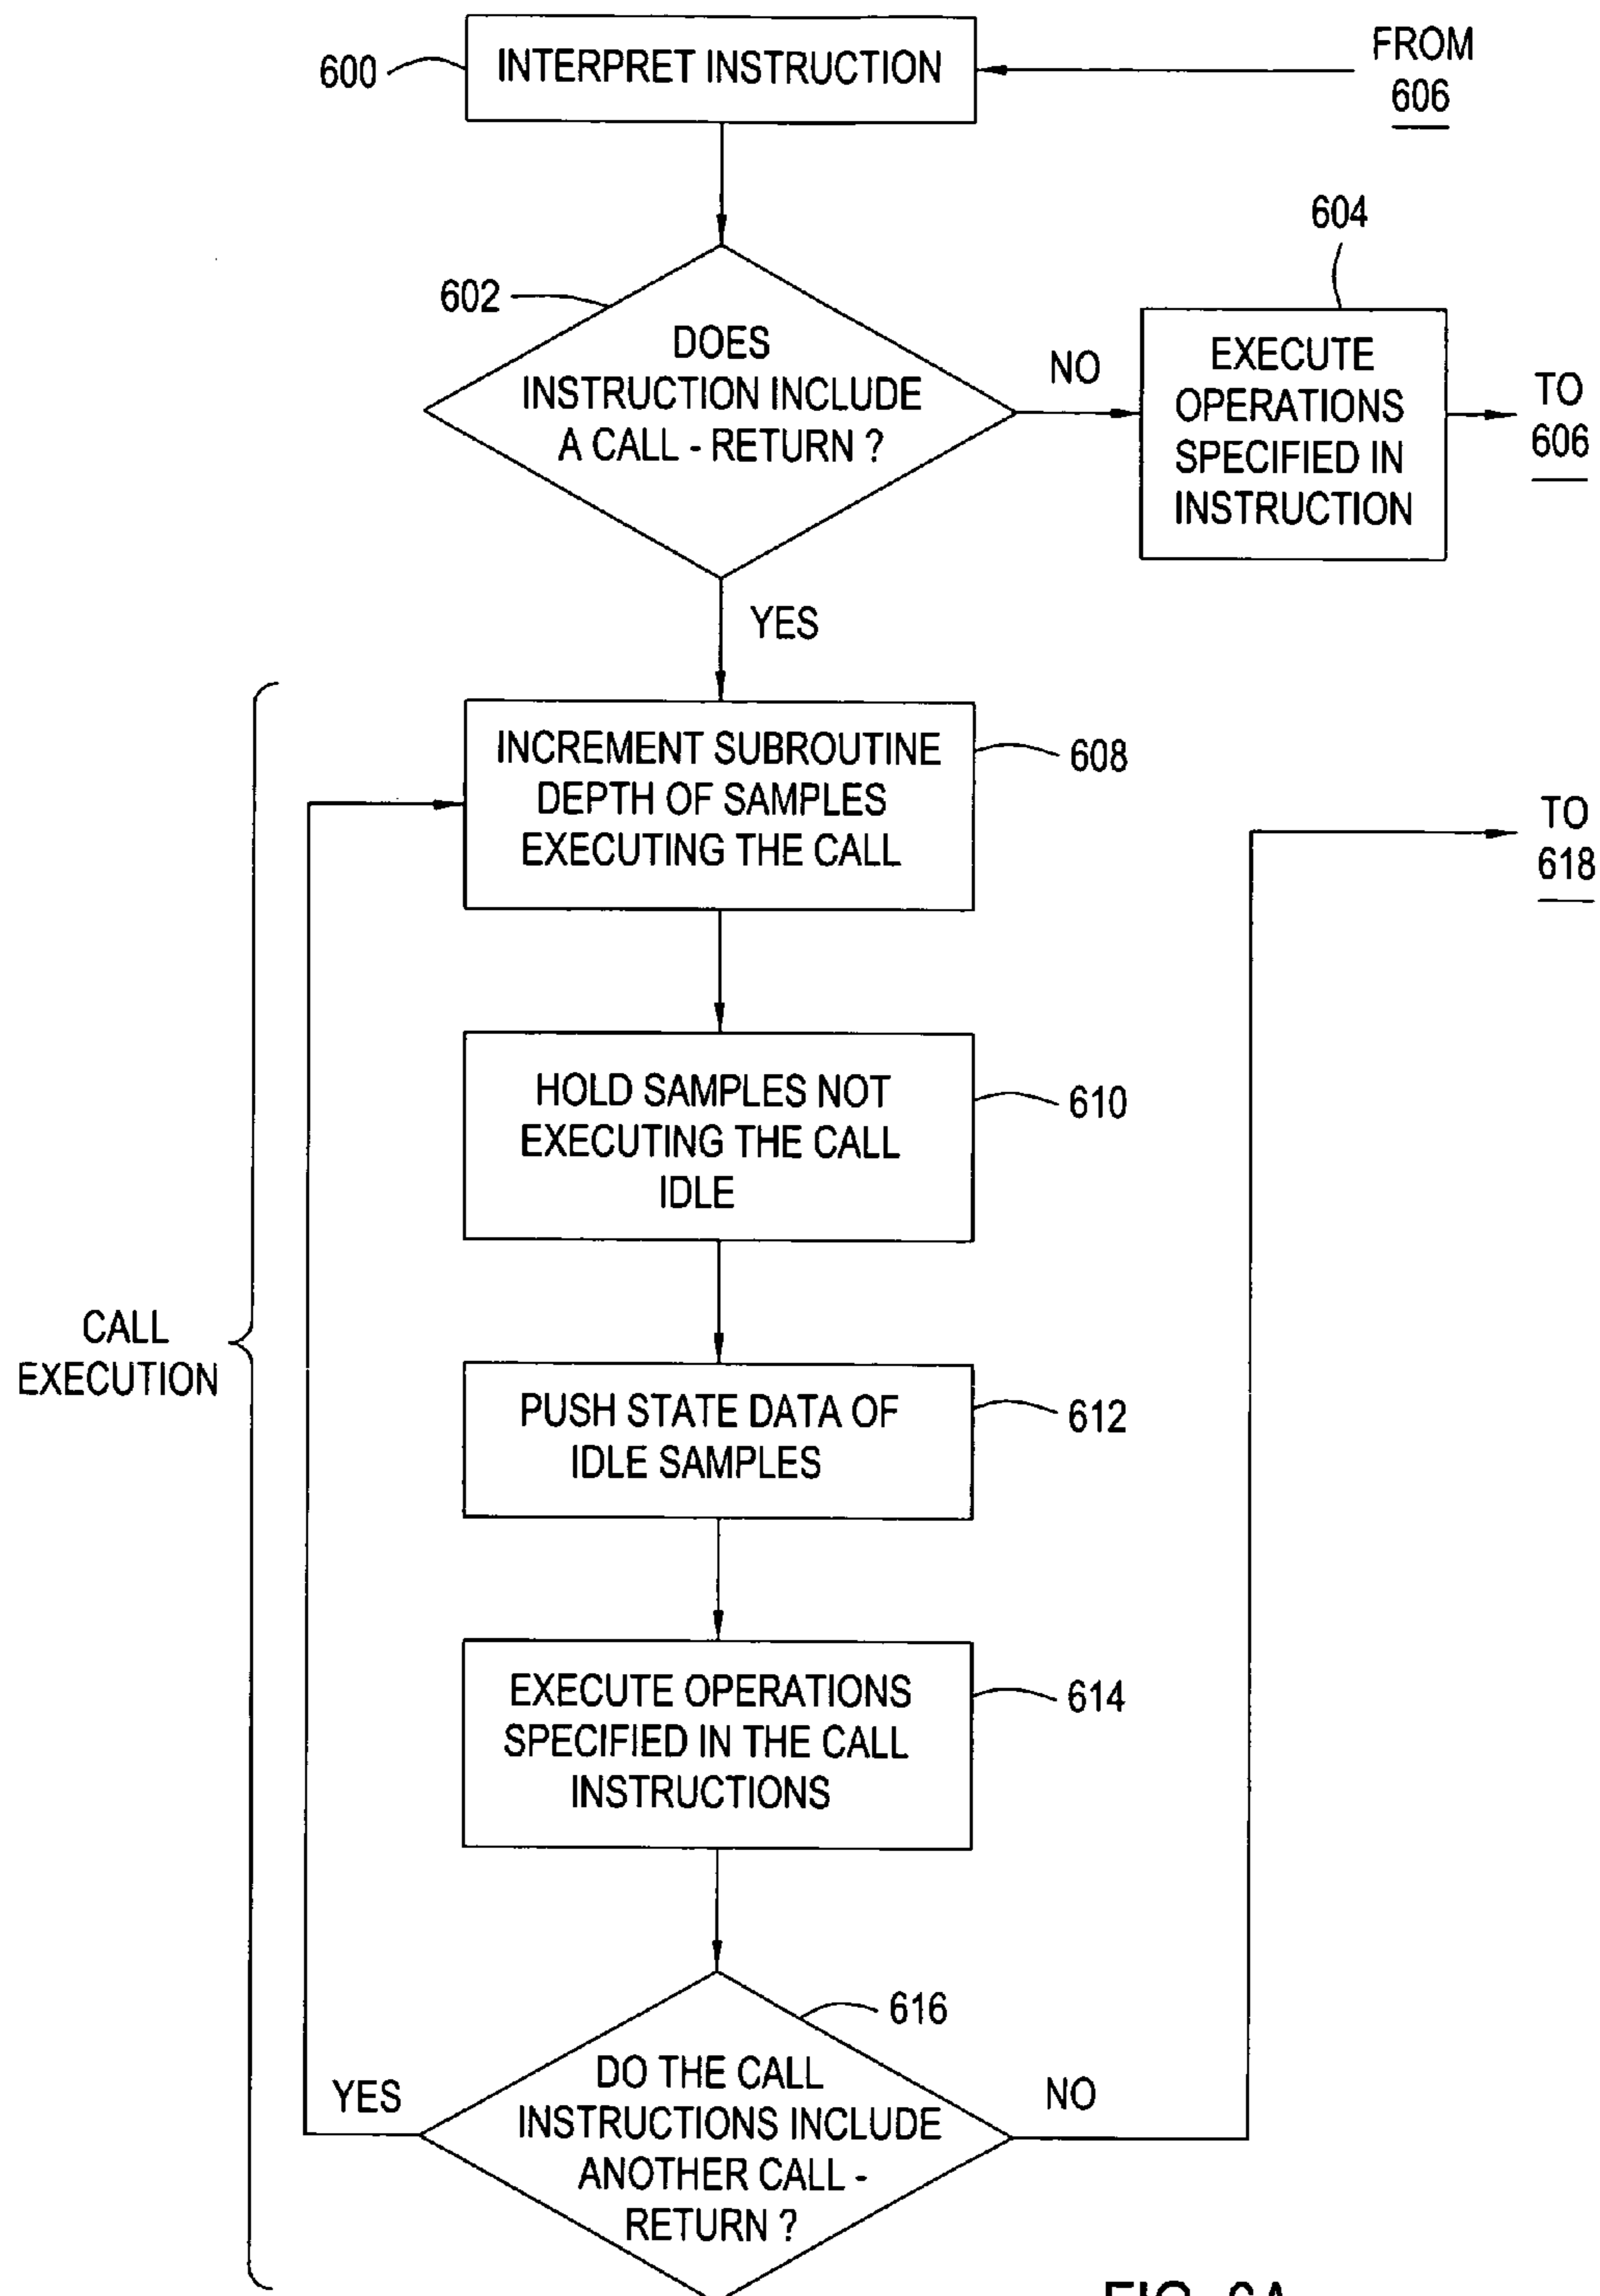 600
INTERPRET INSTRUCTION
FROM
606
602
DOES
INSTRUCTION INCLUDE
A CALL - RETURN ?
NO
604
EXECUTE
OPERATIONS
SPECIFIED IN
INSTRUCTION
TO
606
YES
INCREMENT SUBROUTINE
DEPTH OF SAMPLES
EXECUTING THE CALL
608
TO
618
HOLD SAMPLES NOT
EXECUTING THE CALL
IDLE
610
CALL
EXECUTION
PUSH STATE DATA OF
IDLE SAMPLES
612
EXECUTE OPERATIONS
SPECIFIED IN THE CALL
INSTRUCTIONS
614
616
YES
DO THE CALL
INSTRUCTIONS INCLUDE
ANOTHER CALL -
RETURN ?
NO
FIG. 6A